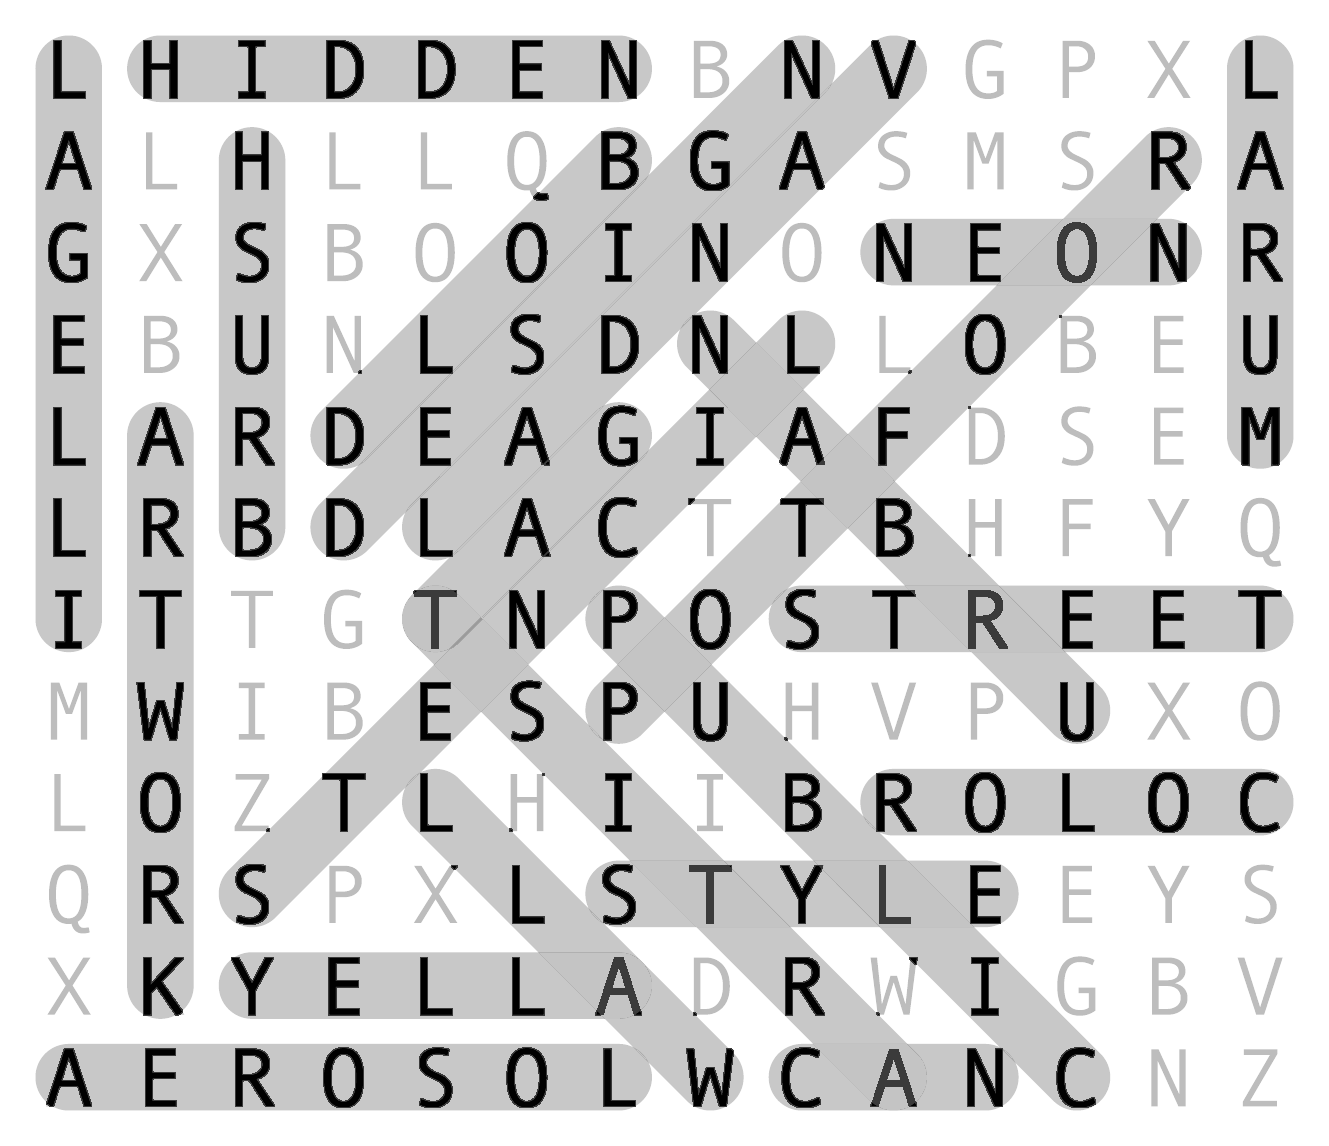 L H I D D E N B N V G P X L
A L H L L Q B G A S M S R A
G X S B O O I N O N E O N R
E B U N L S D N L L O B E U
L A R D E A G I A F D S E M
L R B D L A C T T B H F Y Q
I T T G T N P O S T R E E T
M W I B E S P U H V P U X O
L O Z T L H I I B R O L O C
Q R S P X L S T Y L E E Y S
X K Y E L L A D R W I G B V
A E R O S O L W C A N C N Z